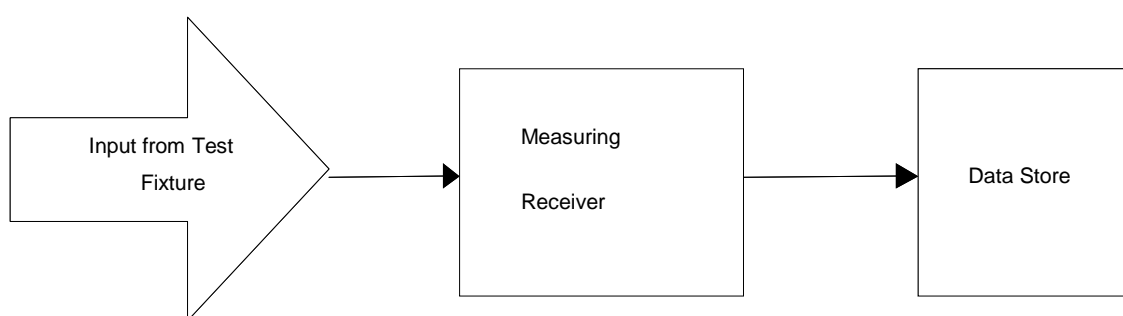 Input from Test
Fixture
Measuring
Receiver
Data Store